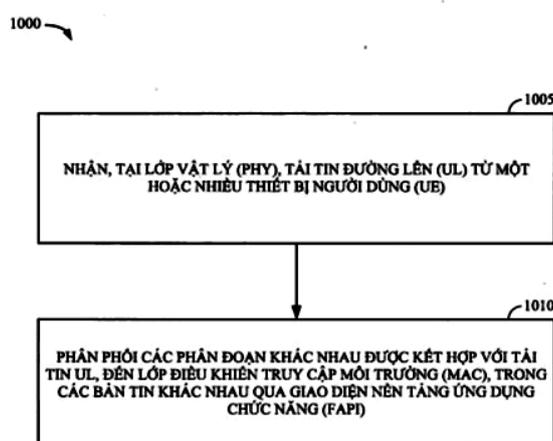 1000
1005
NHẬN, TẠI LỚP VẬT LÝ (PHY), TẢI TIN ĐƯỜNG LÊN (UL) TỪ MỘT
HOẶC NHIỀU THIẾT BỊ NGƯỜI DÙNG (UE)
1010
PHÂN PHỐI CÁC PHÂN ĐOẠN KHÁC NHAU ĐƯỢC KẾT HỢP VỚI TẢI
TIN UL, ĐẾN LỚP ĐIỀU KHIỂN TRUY CẬP MÔI TRƯỜNG (MAC), TRONG
CÁC BẢN TIN KHÁC NHAU QUA GIAO DIỆN NỀN TẢNG ỨNG DỤNG
CHỨC NĂNG (FAPI)